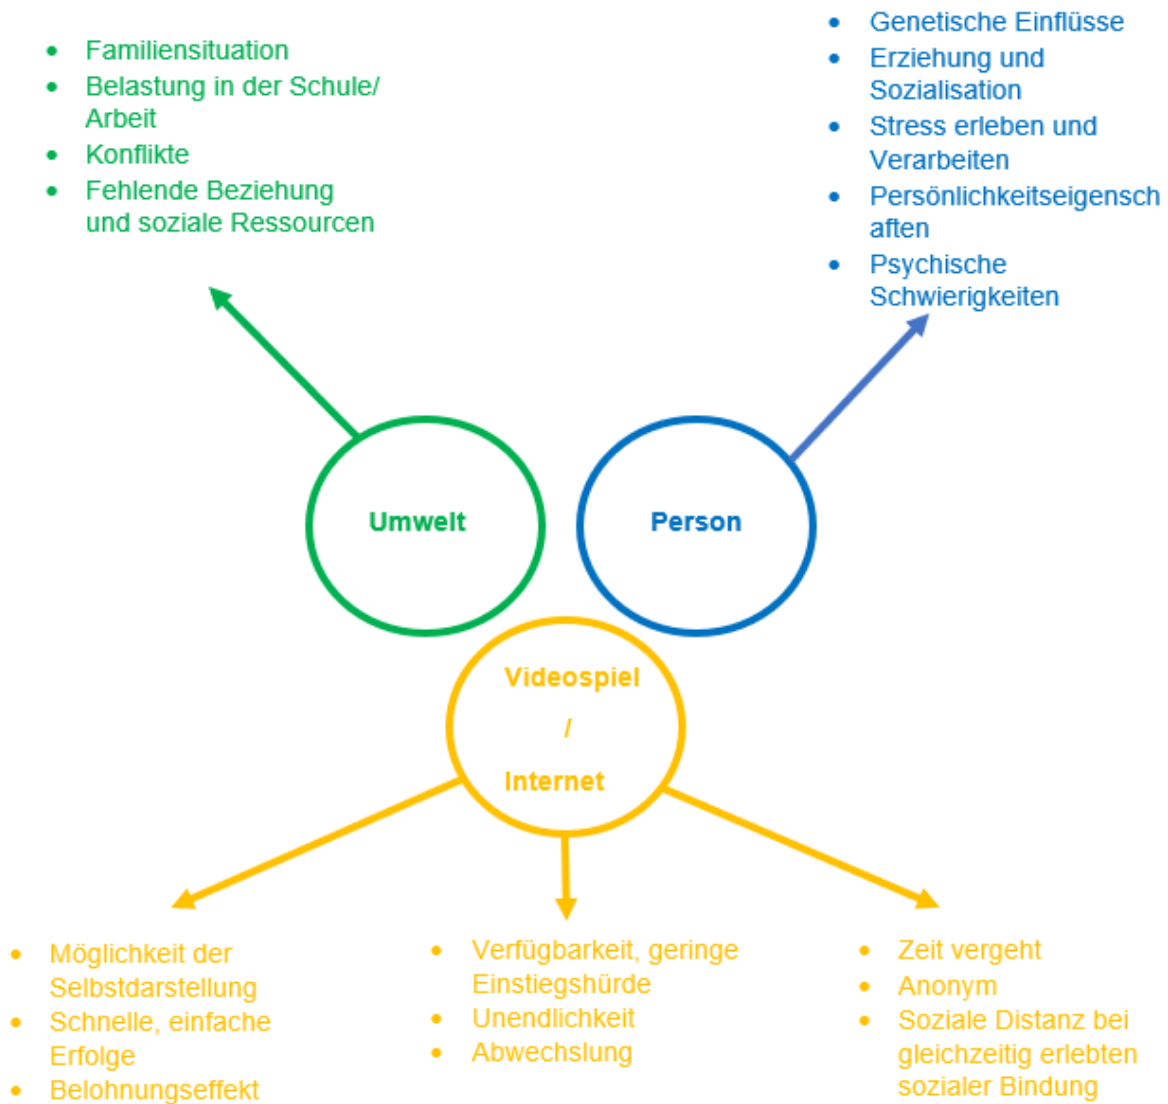 • Familiensituation
• Belastung in der Schule/
Arbeit
• Konflikte
• Fehlende Beziehung
und soziale Ressourcen
• Genetische Einflüsse
• Erziehung und
Sozialisation
• Stress erleben und
Verarbeiten
• Persönlichkeitseigensch
aften
• Psychische
Schwierigkeiten
Umwelt
Person
Videospiel
/
Internet
• Möglichkeit der
Selbstdarstellung
• Schnelle, einfache
Erfolge
• Belohnungseffekt
• Verfügbarkeit, geringe
Einstiegshürde
• Unendlichkeit
• Abwechslung
• Zeit vergeht
• Anonym
• Soziale Distanz bei
gleichzeitig erlebten
sozialer Bindung